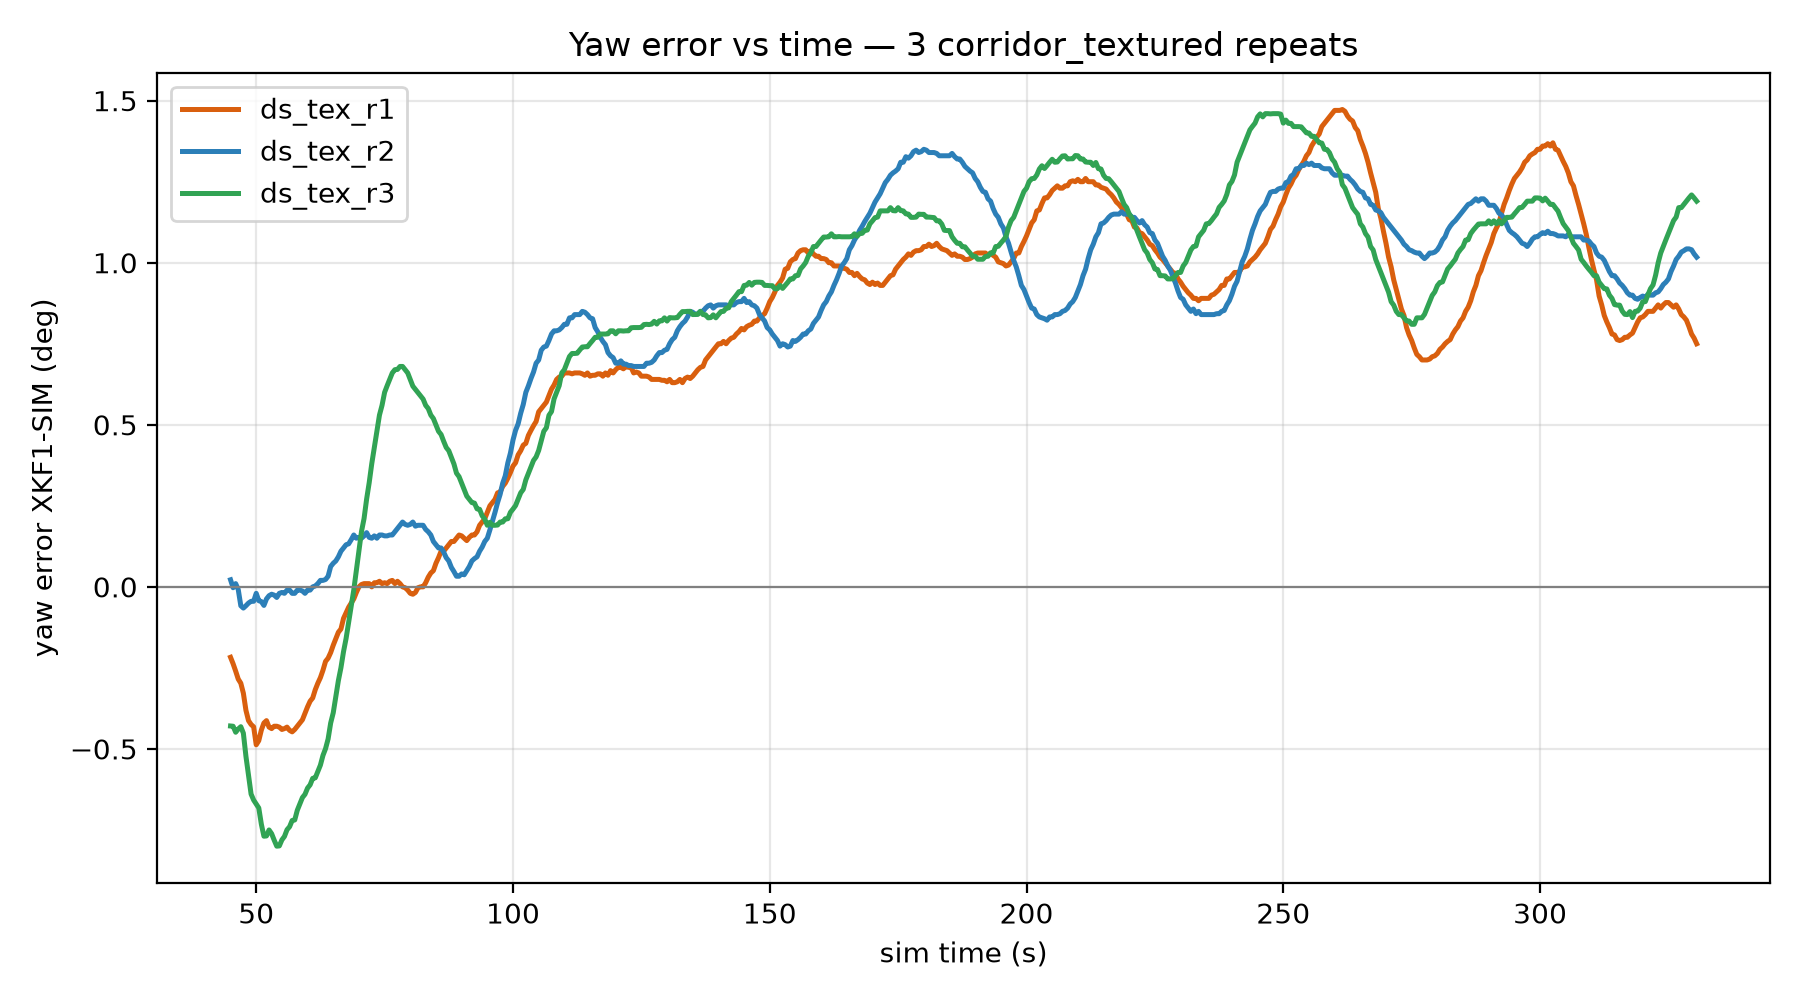 Yaw error vs time — 3 corridor_textured repeats
ds_tex_r1
ds_tex_r2
ds_tex_r3
yaw error XKF1-SIM (deg)
1.5
1.0
0.5
0.0
−0.5
50 100 150 200 250 300
sim time (s)